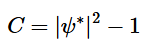 C = |ψ*|² − 1